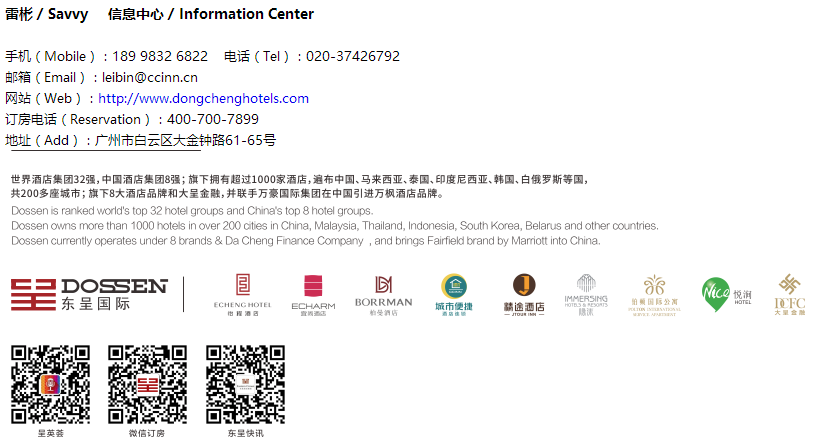 雷彬 / Savvy 信息中心 / Information Center
手机（Mobile）：189 9832 6822 电话（Tel）：020-37426792
邮箱（Email）：leibin@ccinn.cn
网站（Web）：http://www.dongchenghotels.com
订房电话（Reservation）：400-700-7899
地址（Add）：广州市白云区大金钟路61-65号
世界酒店集团32强，中国酒店集团8强；旗下拥有超过1000家酒店，遍布中国、马来西亚、泰国、印度尼西亚、韩国、白俄罗斯等国，
共200多座城市；旗下8大酒店品牌和大呈金融，并联手万豪国际集团在中国引进万枫酒店品牌。
Dossen is ranked world's top 32 hotel groups and China's top 8 hotel groups.
Dossen owns more than 1000 hotels in over 200 cities in China, Malaysia, Thailand, Indonesia, South Korea, Belarus and other countries.
Dossen currently operates under 8 brands & Da Cheng Finance Company , and brings Fairfield brand by Marriott into China.
DOSSEN
东呈国际
ECHENG HOTEL
怡程酒店
ECHARM
宜尚酒店
BORRMAN
柏曼酒店
城市便捷
酒店连锁
J
精途酒店
JTOUR INN
IMMERSING
HOTELS & RESORTS
隐沫
铂顿国际公寓
SERVICE APARTMENT
Nice
悦洵
HOTEL
DCFC
大呈金融
呈英荟
微信订房
东呈快讯